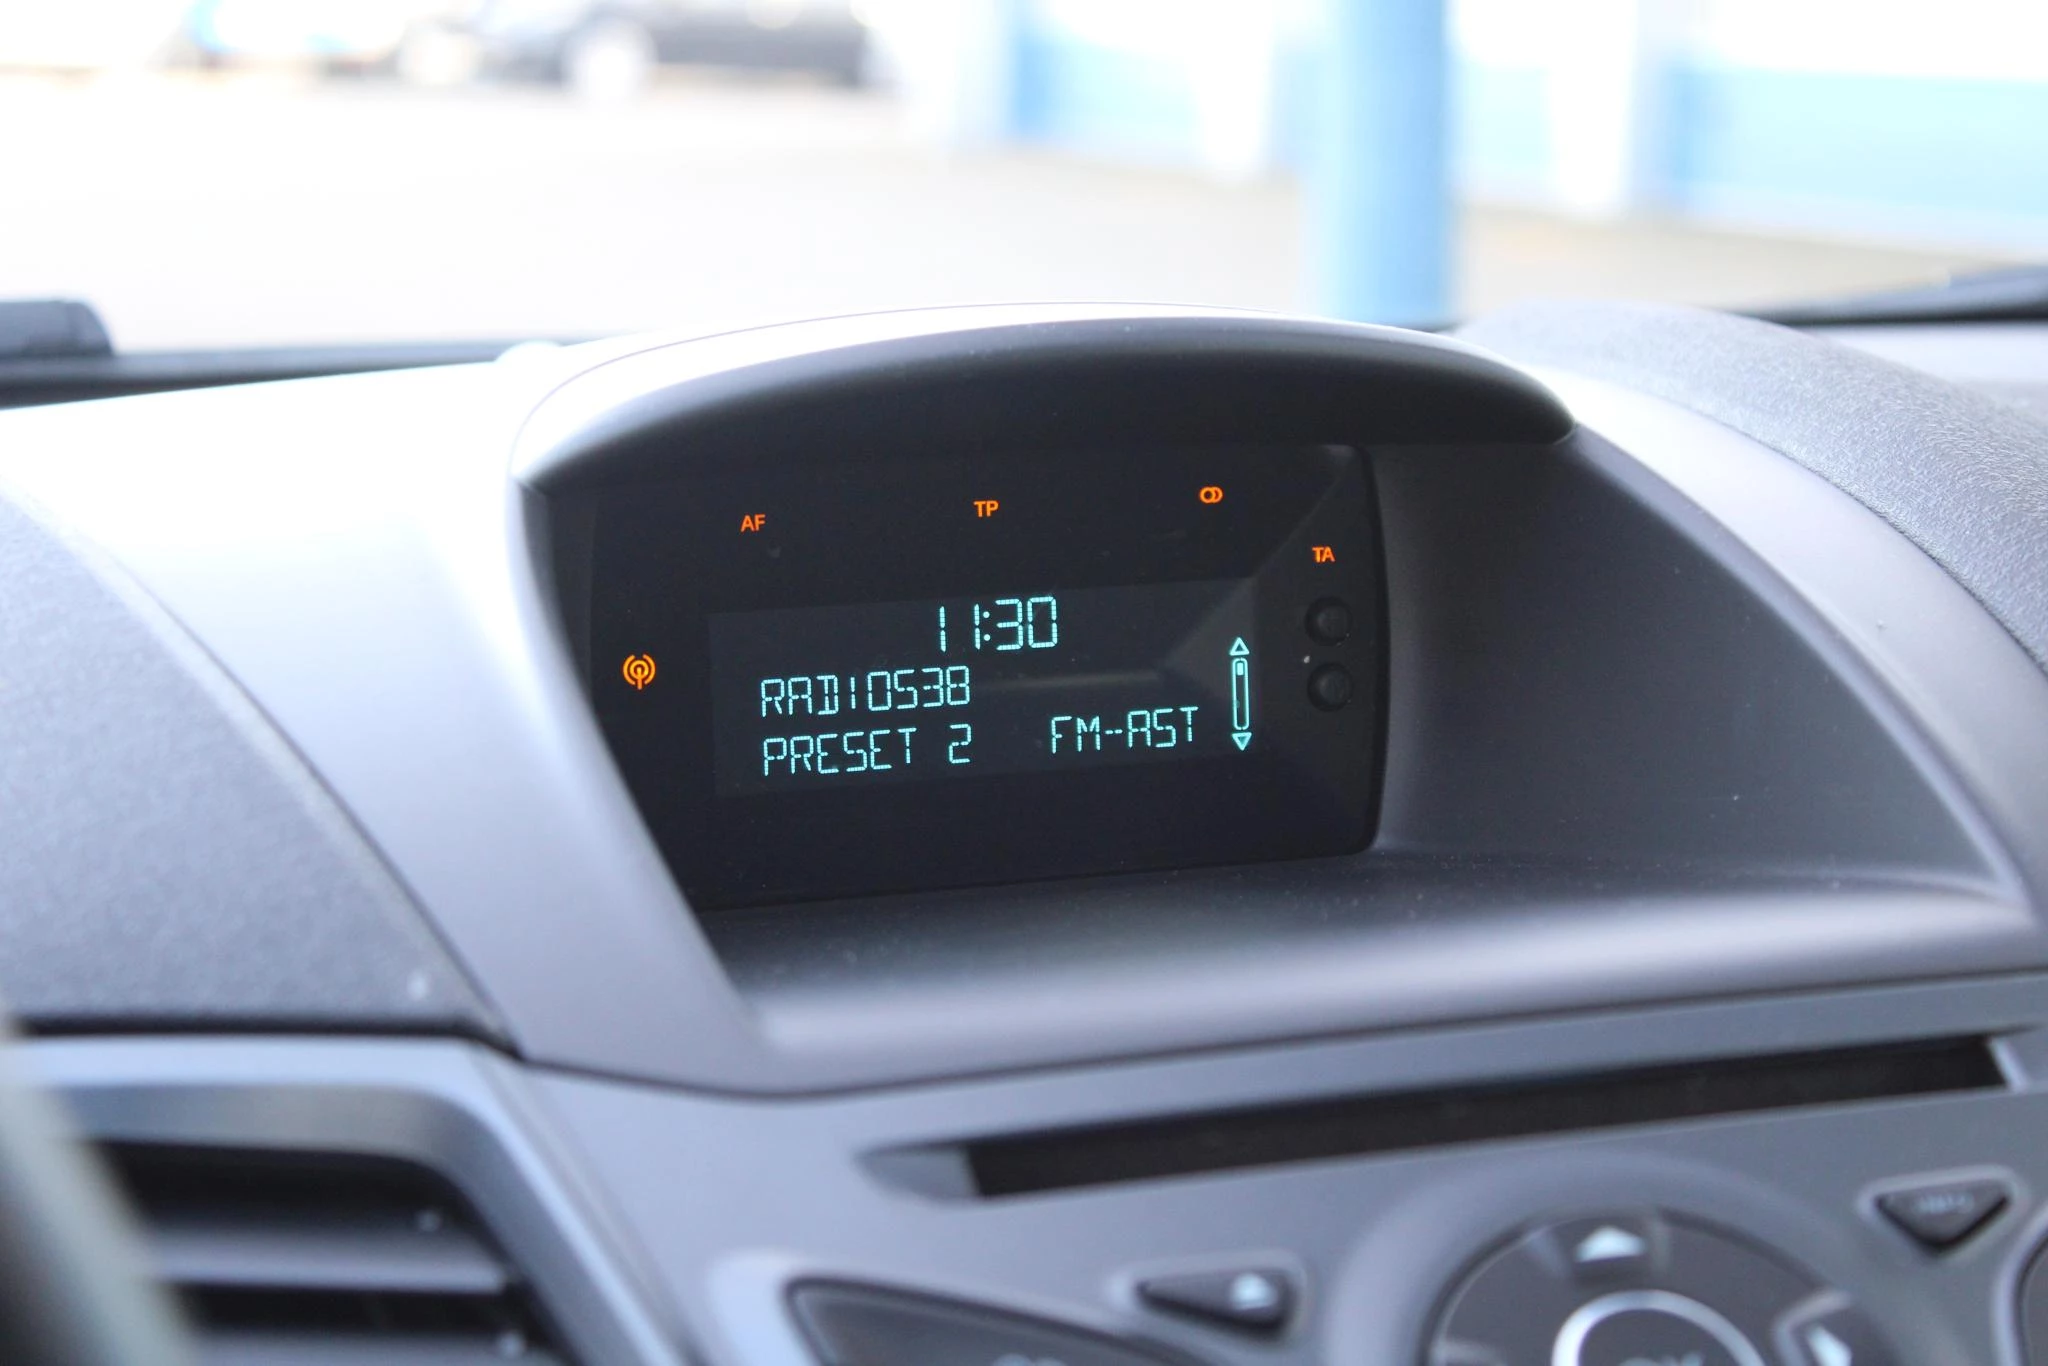 AF
TP
TA
11:30
RADIO538
PRESET 2 FM-AST